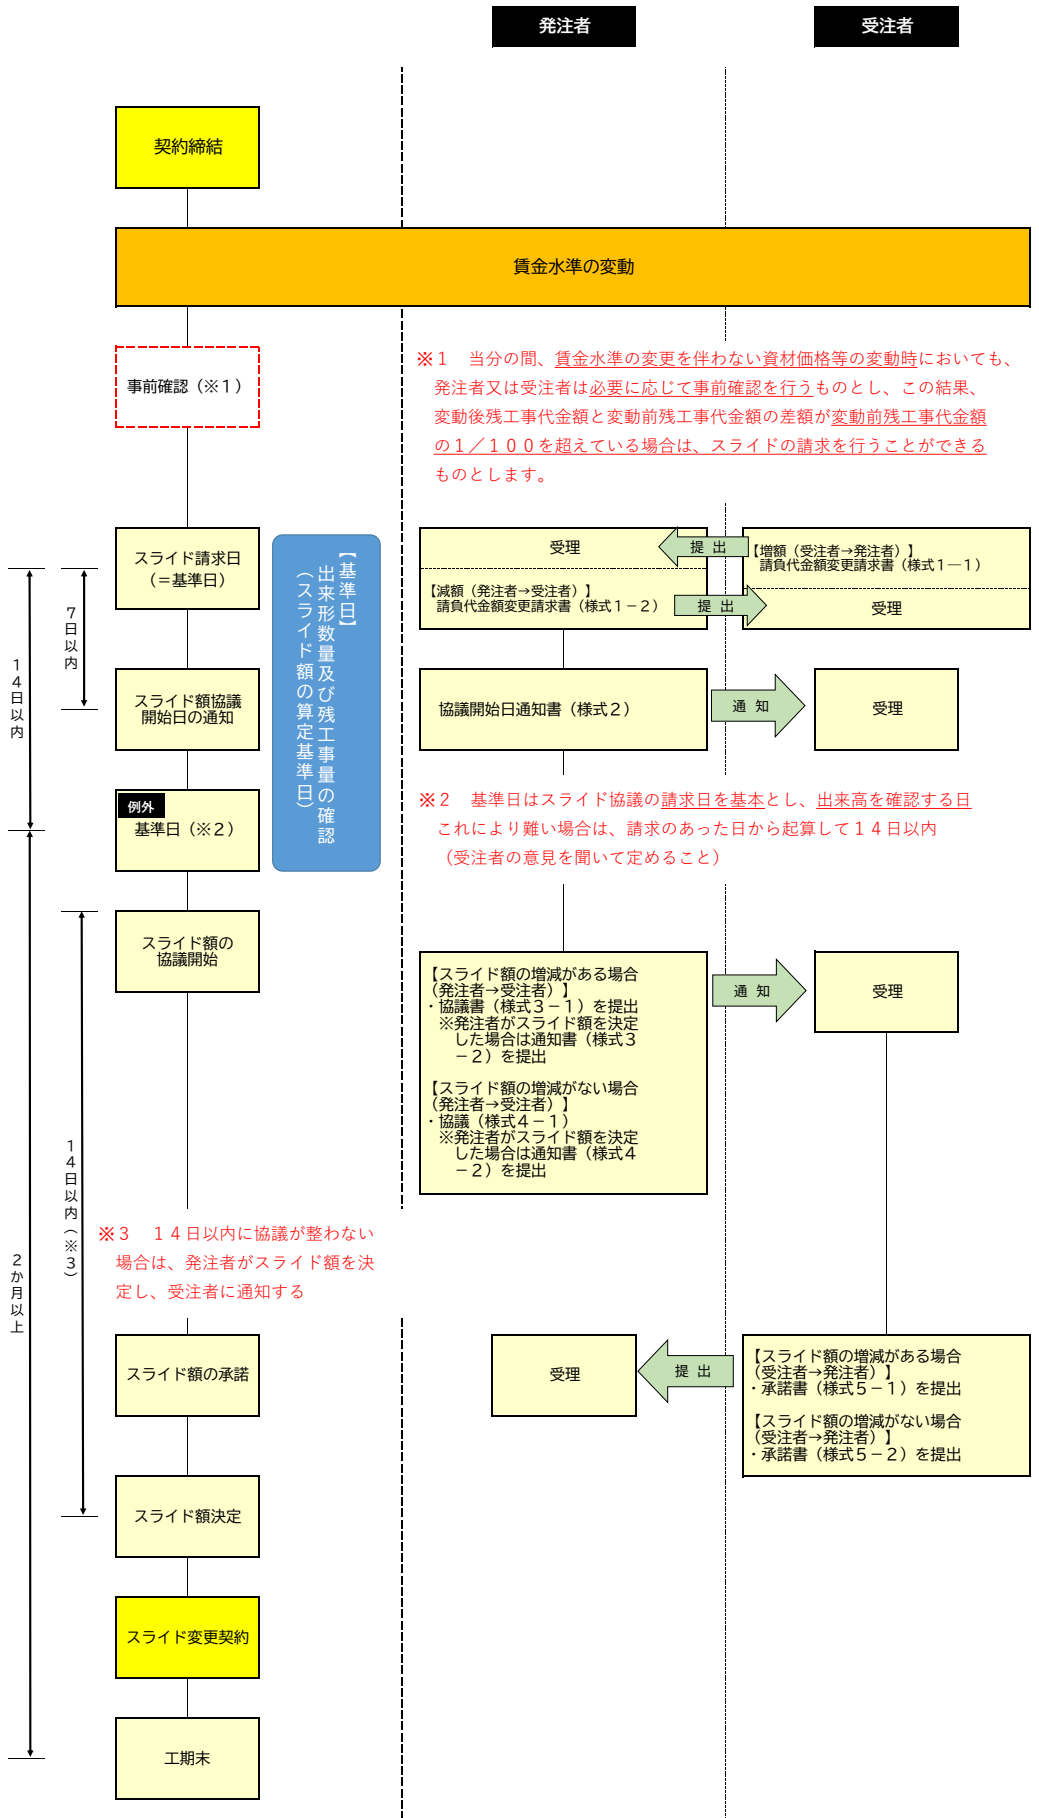 発注者
受注者
契約締結
賃金水準の変動
事前確認（※１）
※１　当分の間、賃金水準の変更を伴わない資材価格等の変動時においても、
発注者又は受注者は必要に応じて事前確認を行うものとし、この結果、
変動後残工事代金額と変動前残工事代金額の差額が変動前残工事代金額
の１／１００を超えている場合は、スライドの請求を行うことができる
ものとします。
スライド請求日
（＝基準日）
【基準日】
出来形数量及び残工事量の確認
（スライド額の算定基準日）
受理
提 出
【増額（受注者→発注者）】
請負代金額変更請求書（様式１―１）
【減額（発注者→受注者）】
請負代金額変更請求書（様式１－２）
提 出
受理
７日以内
１４日以内
スライド額協議
開始日の通知
協議開始日通知書（様式２）
通 知
受理
例外
基準日（※２）
※２　基準日はスライド協議の請求日を基本とし、出来高を確認する日
これにより難い場合は、請求のあった日から起算して１４日以内
（受注者の意見を聞いて定めること）
スライド額の
協議開始
【スライド額の増減がある場合
（発注者→受注者）】
・協議書（様式３－１）を提出
※発注者がスライド額を決定
した場合は通知書（様式３
－２）を提出
【スライド額の増減がない場合
（発注者→受注者）】
・協議（様式４－１）
※発注者がスライド額を決定
した場合は通知書（様式４
－２）を提出
通 知
受理
１４日以内（※３）
２か月以上
※３　１４日以内に協議が整わない
場合は、発注者がスライド額を決
定し、受注者に通知する
スライド額の承諾
受理
提 出
【スライド額の増減がある場合
（受注者→発注者）】
・承諾書（様式５－１）を提出
【スライド額の増減がない場合
（受注者→発注者）】
・承諾書（様式５－２）を提出
スライド額決定
スライド変更契約
工期末